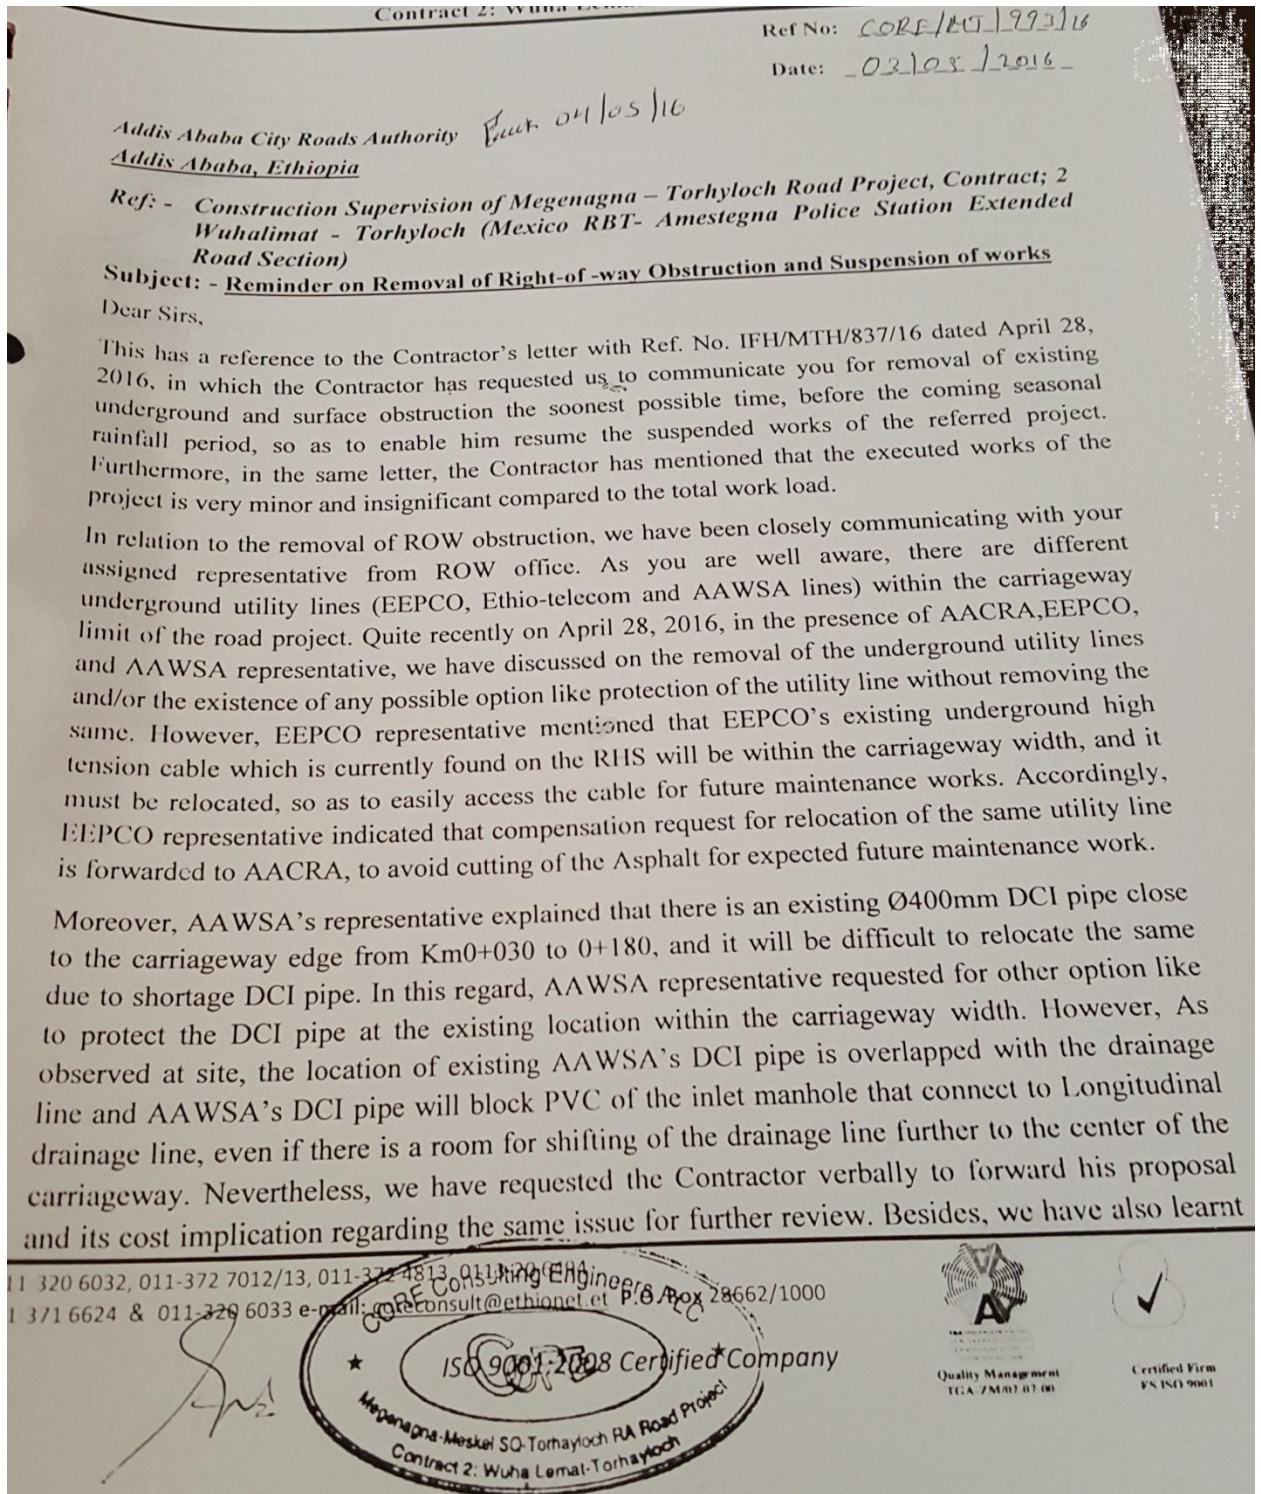 Contract 2: Wuha
Ref No: CORE/MT/993/16
Date: 03/05/2016
Addis Ababa City Roads Authority 04/05/16
Addis Ababa, Ethiopia
Ref: - Construction Supervision of Megenagna – Torhyloch Road Project, Contract; 2
Wuhalimat - Torhyloch (Mexico RBT- Amestegna Police Station Extended
Road Section)
Subject: - Reminder on Removal of Right-of -way Obstruction and Suspension of works
Dear Sirs,
This has a reference to the Contractor's letter with Ref. No. IFH/MTH/837/16 dated April 28,
2016, in which the Contractor has requested us to communicate you for removal of existing
underground and surface obstruction the soonest possible time, before the coming seasonal
rainfall period, so as to enable him resume the suspended works of the referred project.
Furthermore, in the same letter, the Contractor has mentioned that the executed works of the
project is very minor and insignificant compared to the total work load.
In relation to the removal of ROW obstruction, we have been closely communicating with your
assigned representative from ROW office. As you are well aware, there are different
underground utility lines (EEPCO, Ethio-telecom and AAWSA lines) within the carriageway
limit of the road project. Quite recently on April 28, 2016, in the presence of AACRA,EEPCO,
and AAWSA representative, we have discussed on the removal of the underground utility lines
and/or the existence of any possible option like protection of the utility line without removing the
same. However, EEPCO representative mentioned that EEPCO's existing underground high
tension cable which is currently found on the RHS will be within the carriageway width, and it
must be relocated, so as to easily access the cable for future maintenance works. Accordingly,
EEPCO representative indicated that compensation request for relocation of the same utility line
is forwarded to AACRA, to avoid cutting of the Asphalt for expected future maintenance work.
Moreover, AAWSA's representative explained that there is an existing Ø400mm DCI pipe close
to the carriageway edge from Km0+030 to 0+180, and it will be difficult to relocate the same
due to shortage DCI pipe. In this regard, AAWSA representative requested for other option like
to protect the DCI pipe at the existing location within the carriageway width. However, As
observed at site, the location of existing AAWSA's DCI pipe is overlapped with the drainage
line and AAWSA's DCI pipe will block PVC of the inlet manhole that connect to Longitudinal
drainage line, even if there is a room for shifting of the drainage line further to the center of the
carriageway. Nevertheless, we have requested the Contractor verbally to forward his proposal
and its cost implication regarding the same issue for further review. Besides, we have also learnt
11 320 6032, 011-372 7012/13, 011-372 4813,
1 371 6624 & 011-320 6033 e-mail: coreconsult@ethionet.et P.O.Box 28662/1000
ISO 9001:2008 Certified Company
CORE Consulting Engineers PLC
CORE
Megenagna-Meskel SQ-Torhayloch RA Road Project
Contract 2: Wuha Lemat-Torhayloch
Quality Management
Certified Firm
ES ISO 9001